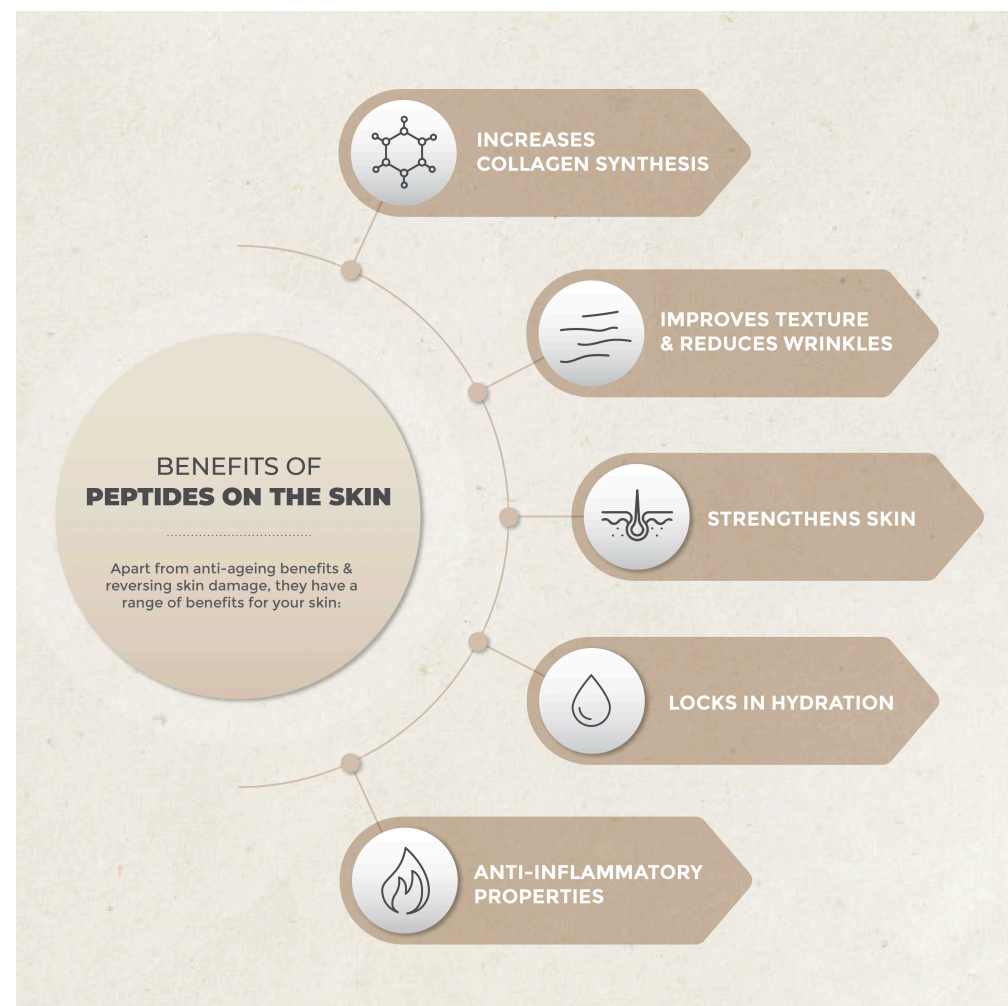 BENEFITS OF
PEPTIDES ON THE SKIN
Apart from anti-ageing benefits &
reversing skin damage, they have a
range of benefits for your skin:
INCREASES
COLLAGEN SYNTHESIS
IMPROVES TEXTURE
& REDUCES WRINKLES
STRENGTHENS SKIN
LOCKS IN HYDRATION
ANTI-INFLAMMATORY
PROPERTIES